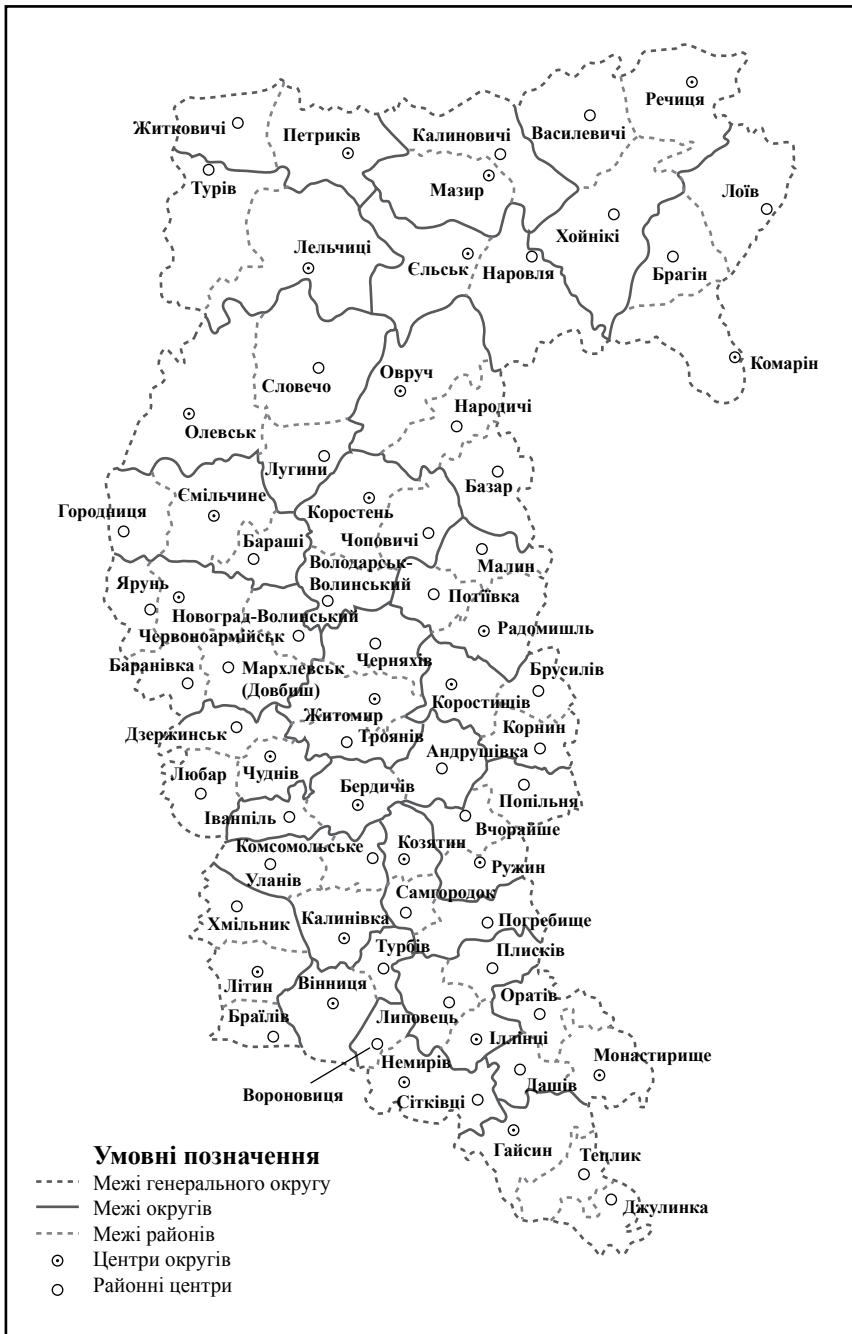 Речиця
Житковичі
Петриків
Калиновичі
Василевичі
Турів
Мазир
Лоїв
Хойнікі
Лельчиці
Єльськ
Наровля
Брагін
Комарін
Словечо
Овруч
Народичі
Олевськ
Лугини
Базар
Городниця
Ємільчине
Коростень
Бараші
Чоповичі
Володарськ-
Волинський
Малин
Ярунь
Потіївка
Новоград-Волинський
Червоноармійськ
Радомишль
Черняхів
Баранівка
Мархлевськ
(Довбиш)
Брусилів
Коростищів
Житомир
Корнин
Дзержинськ
Троянів
Андрушівка
Любар
Чуднів
Бердичів
Попільня
Іванпіль
Вчорайше
Комсомольське
Козятин
Ружин
Уланів
Самгородок
Хмільник
Калинівка
Погребище
Турбів
Плисків
Літин
Вінниця
Оратів
Браїлів
Липовець
Іллінці
Монастирище
Немирів
Дашів
Вороновиця
Сітківці
Гайсин
Теплик
Джулинка
Умовні позначення
Межі генерального округу
Межі округів
Межі районів
Центри округів
Районні центри